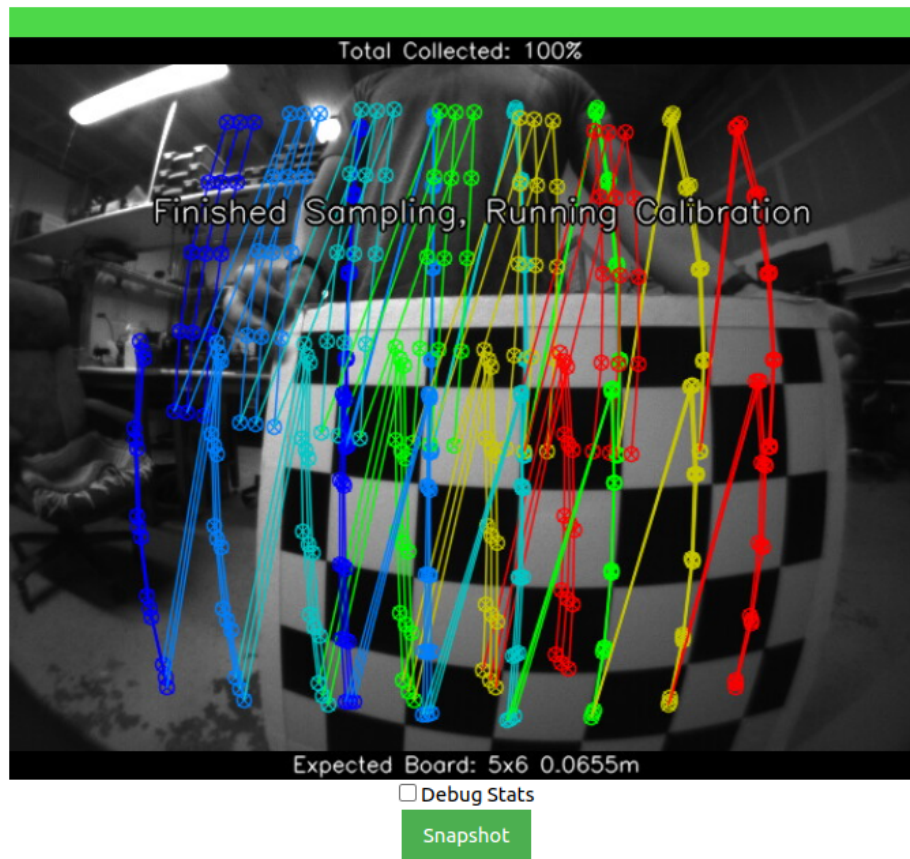 Total Collected: 100%
Finished Sampling, Running Calibration
Expected Board: 5x6 0.0655m
Debug Stats
Snapshot